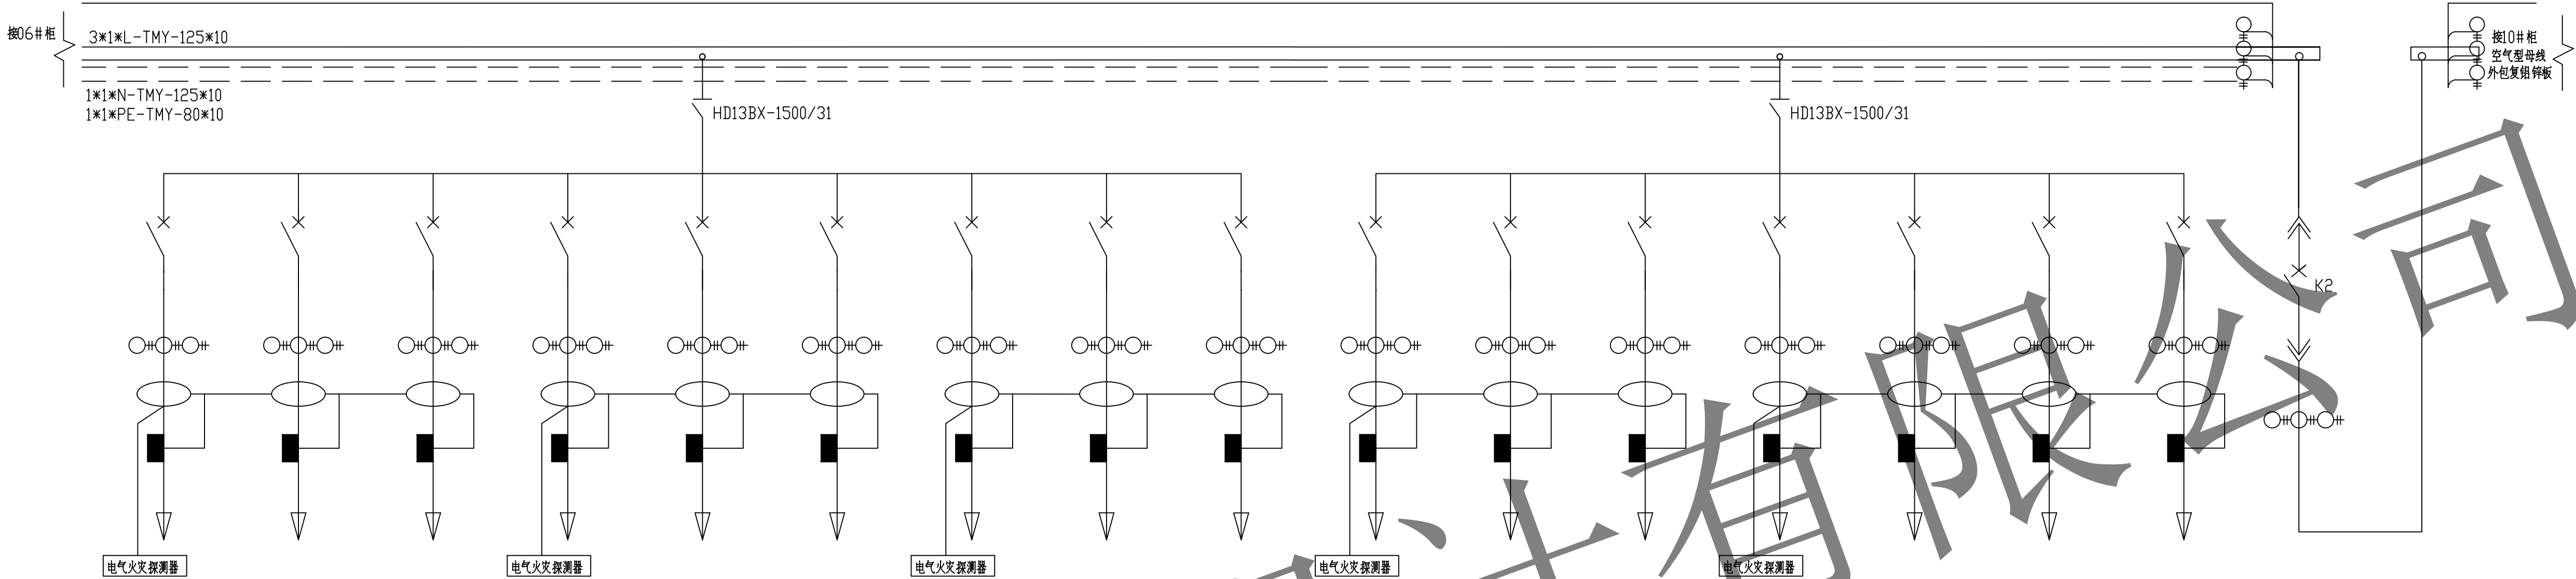 接06#柜
3*1*L-TMY-125*10
1*1*N-TMY-125*10
1*1*PE-TMY-80*10
HD13BX-1500/31
HD13BX-1500/31
接10#柜
空气型母线
外包复铝锌板
K2
电气火灾探测器
电气火灾探测器
电气火灾探测器
电气火灾探测器
电气火灾探测器
计有限公司